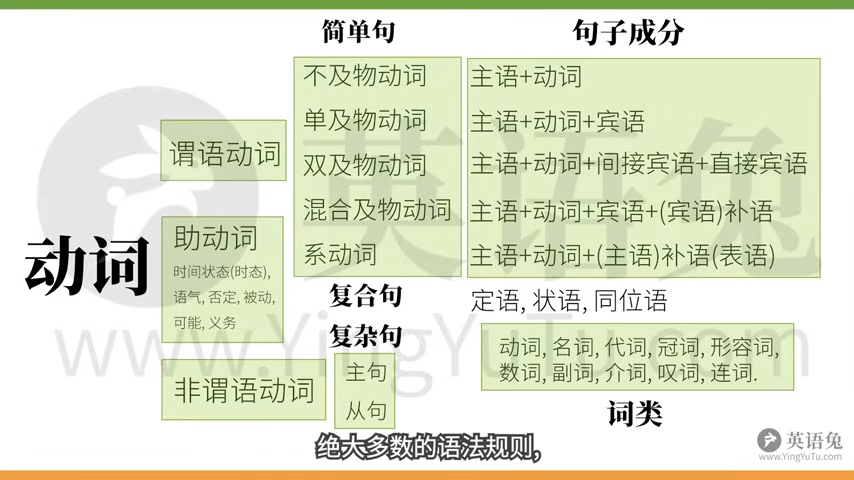 简单句
句子成分
不及物动词
主语+动词
单及物动词
主语+动词+宾语
谓语动词
双及物动词
主语+动词+间接宾语+直接宾语
混合及物动词
主语+动词+宾语+(宾语)补语
系动词
主语+动词+(主语)补语(表语)
动词
助动词
时间状态(时态),
语气, 否定, 被动,
可能, 义务
复合句
复杂句
定语, 状语, 同位语
动词, 名词, 代词, 冠词, 形容词,
数词, 副词, 介词, 叹词, 连词.
词类
非谓语动词
主句
从句
绝大多数的语法规则,
英语兔
www.YingYuTu.com
英语兔
www.YingYuTu.com